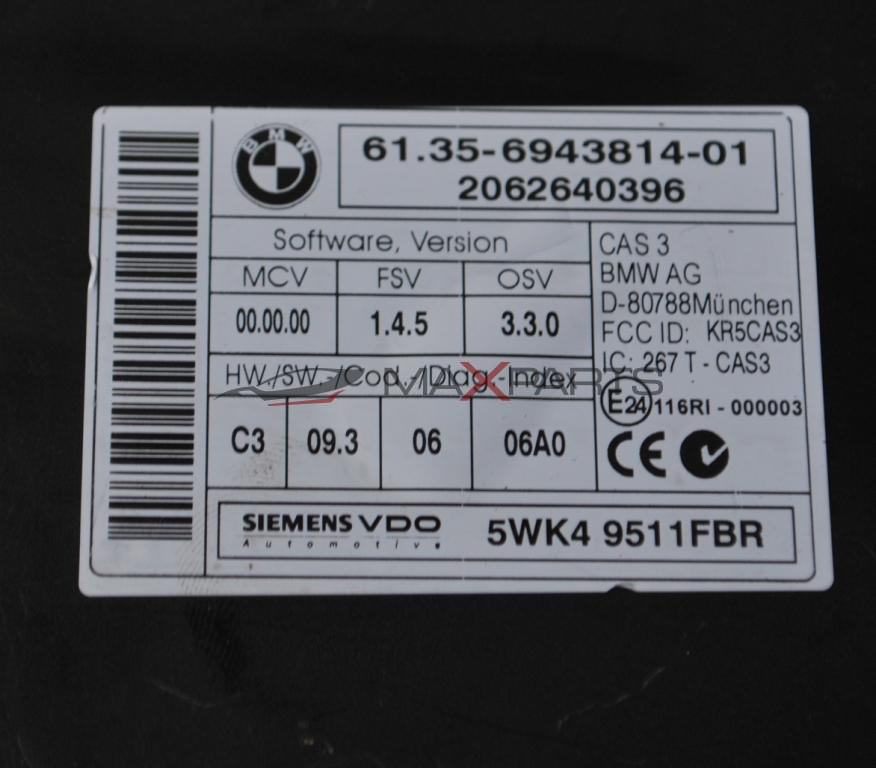 BMW
61.35-6943814-01
2062640396
Software, Version
MCV FSV OSV
00.00.00 1.4.5 3.3.0
HW./SW. /Cod. /Diag.-Index
C3 09.3 06 06A0
CAS 3
BMW AG
D-80788München
FCC ID: KR5CAS3
IC: 267 T - CAS3
E24 116RI - 000003
CE
MAXPARTS
SIEMENS VDO
Automotive
5WK4 9511FBR